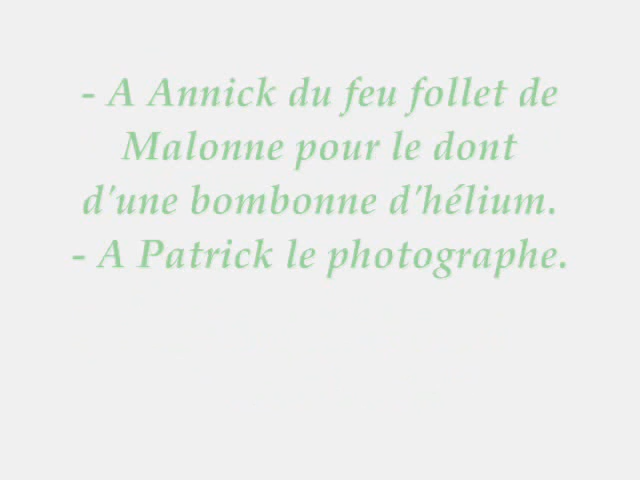 - A Annick du feu follet de
Malonne pour le dont
d'une bombonne d'hélium.
- A Patrick le photographe.